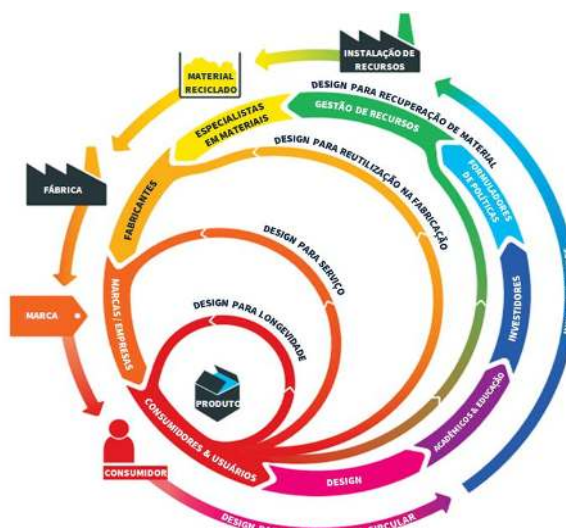 INSTALAÇÃO DE
RECURSOS
MATERIAL
RECICLADO
FÁBRICA
MARCA
CONSUMIDOR
DESIGN PARA RECUPERAÇÃO DE MATERIAL
GESTÃO DE RECURSOS
ESPECIALISTAS
EM MATERIAIS
FABRICANTES
MARCAS / EMPRESAS
CONSUMIDORES & USUÁRIOS
DESIGN
ACADÊMICOS & EDUCAÇÃO
INVESTIDORES
FORMULADORES
DE POLÍTICAS
DESIGN PARA REUTILIZAÇÃO NA FABRICAÇÃO
DESIGN PARA SERVIÇO
DESIGN PARA LONGEVIDADE
PRODUTO
DESIGN
CIRCULAR